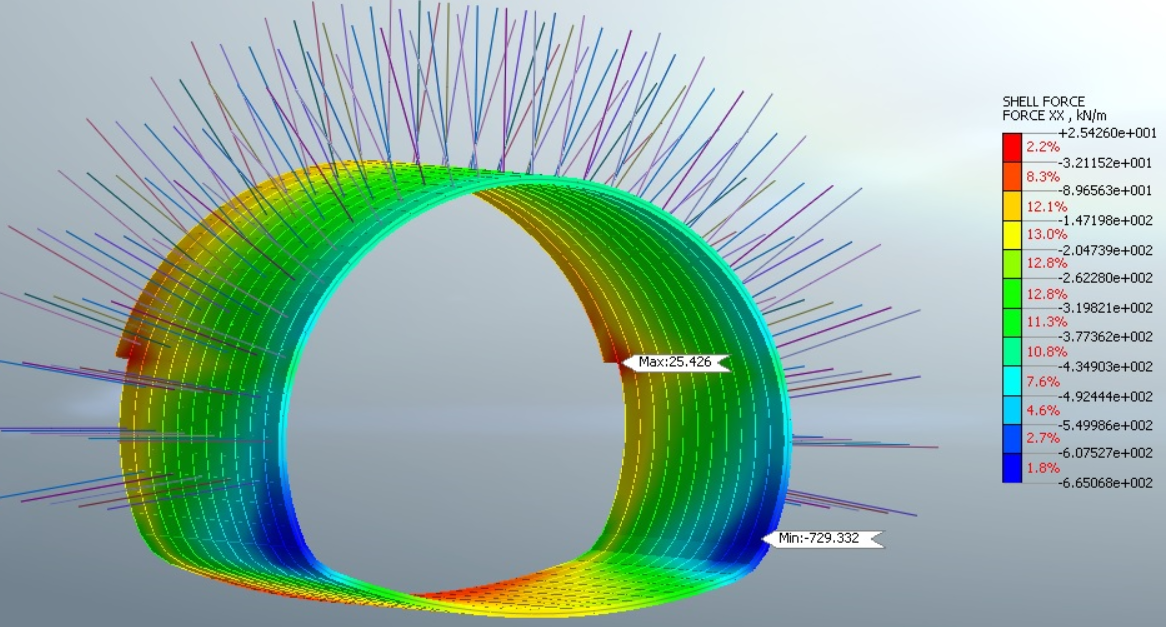 SHELL FORCE
FORCE XX , kN/m
+2.54260e+001
2.2%
-3.21152e+001
8.3%
-8.96563e+001
12.1%
-1.47198e+002
13.0%
-2.04739e+002
12.8%
-2.62280e+002
12.8%
-3.19821e+002
11.3%
-3.77362e+002
10.8%
-4.34903e+002
7.6%
-4.92444e+002
4.6%
-5.49986e+002
2.7%
-6.07527e+002
1.8%
-6.65068e+002
Max:25.426
Min:-729.332